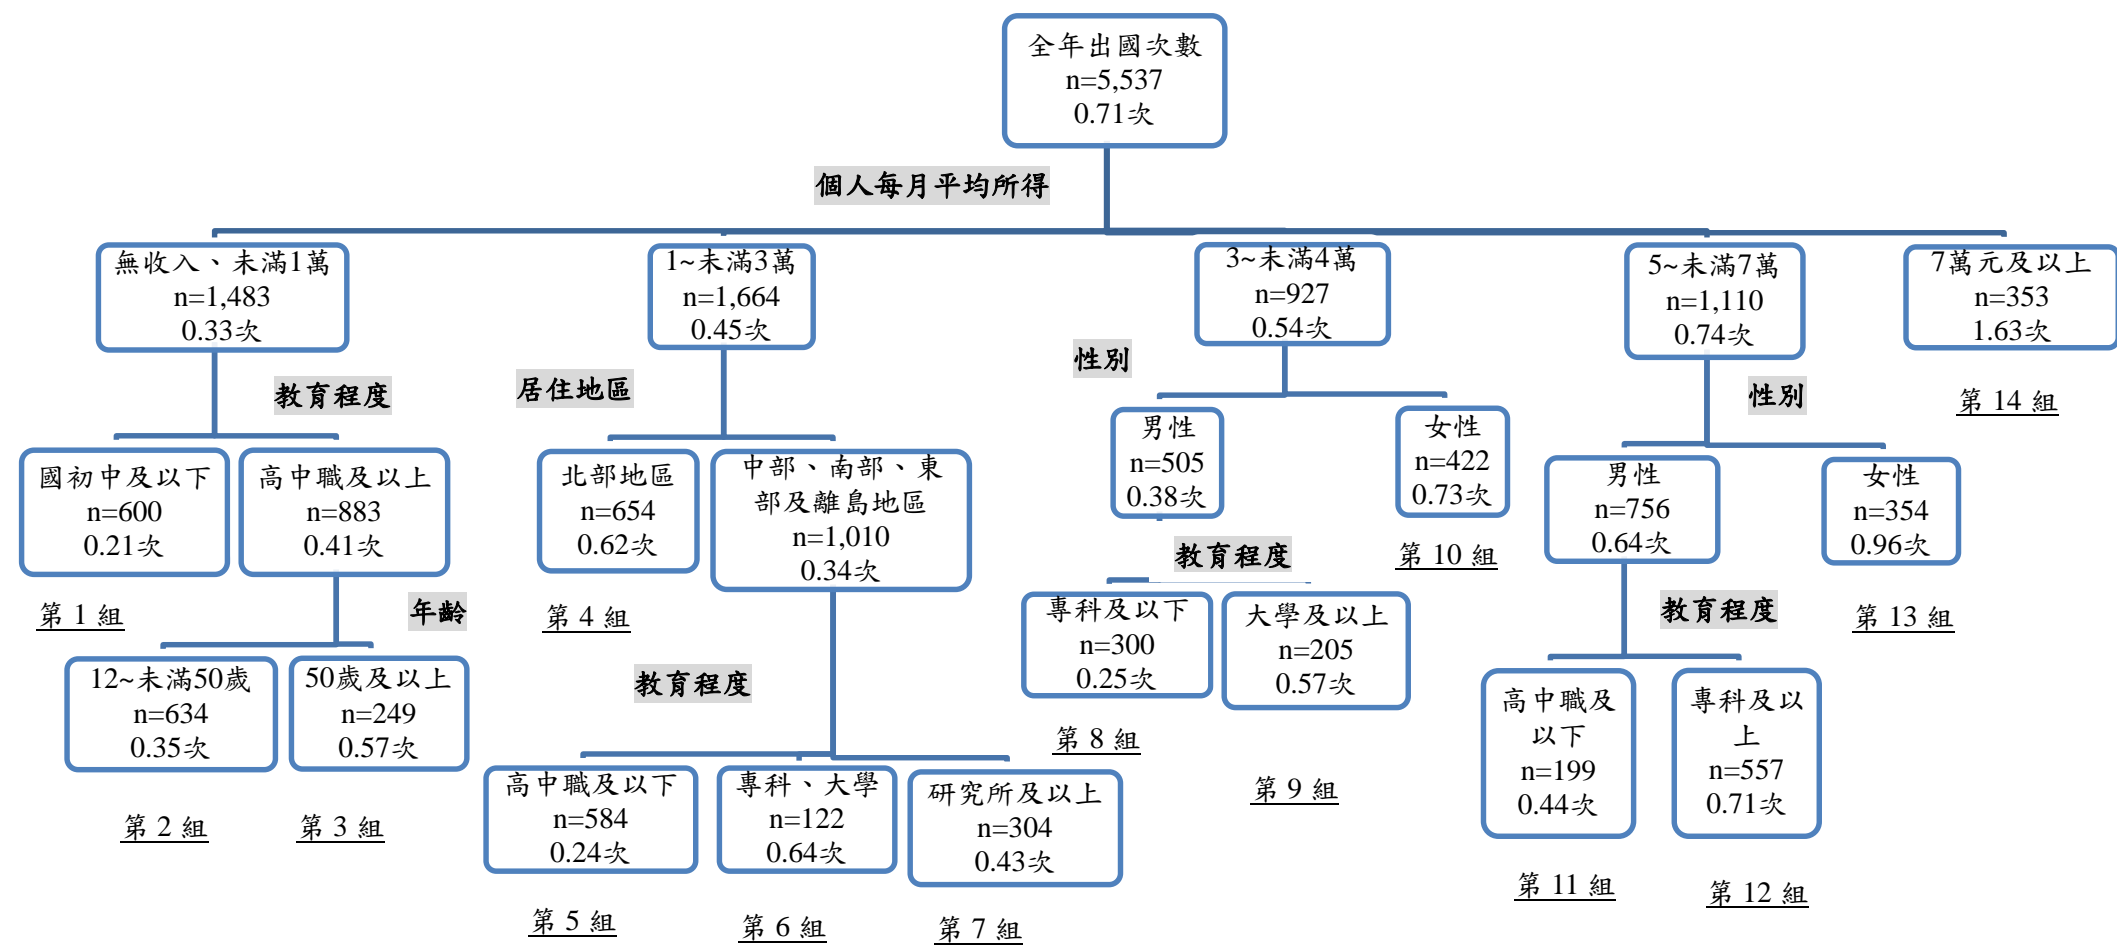 全年出國次數
n=5,537
0.71次
個人每月平均所得
無收入、未滿1萬
n=1,483
0.33次
1~未滿3萬
n=1,664
0.45次
3~未滿4萬
n=927
0.54次
5~未滿7萬
n=1,110
0.74次
7萬元及以上
n=353
1.63次
第 14 組
教育程度
居住地區
性別
性別
國初中及以下
n=600
0.21次
第 1 組
高中職及以上
n=883
0.41次
年齡
12~未滿50歲
n=634
0.35次
第 2 組
50歲及以上
n=249
0.57次
第 3 組
北部地區
n=654
0.62次
第 4 組
中部、南部、東
部及離島地區
n=1,010
0.34次
教育程度
高中職及以下
n=584
0.24次
第 5 組
專科、大學
n=122
0.64次
第 6 組
研究所及以上
n=304
0.43次
第 7 組
男性
n=505
0.38次
教育程度
專科及以下
n=300
0.25次
第 8 組
大學及以上
n=205
0.57次
第 9 組
女性
n=422
0.73次
第 10 組
男性
n=756
0.64次
教育程度
高中職及
以下
n=199
0.44次
第 11 組
專科及以
上
n=557
0.71次
第 12 組
女性
n=354
0.96次
第 13 組